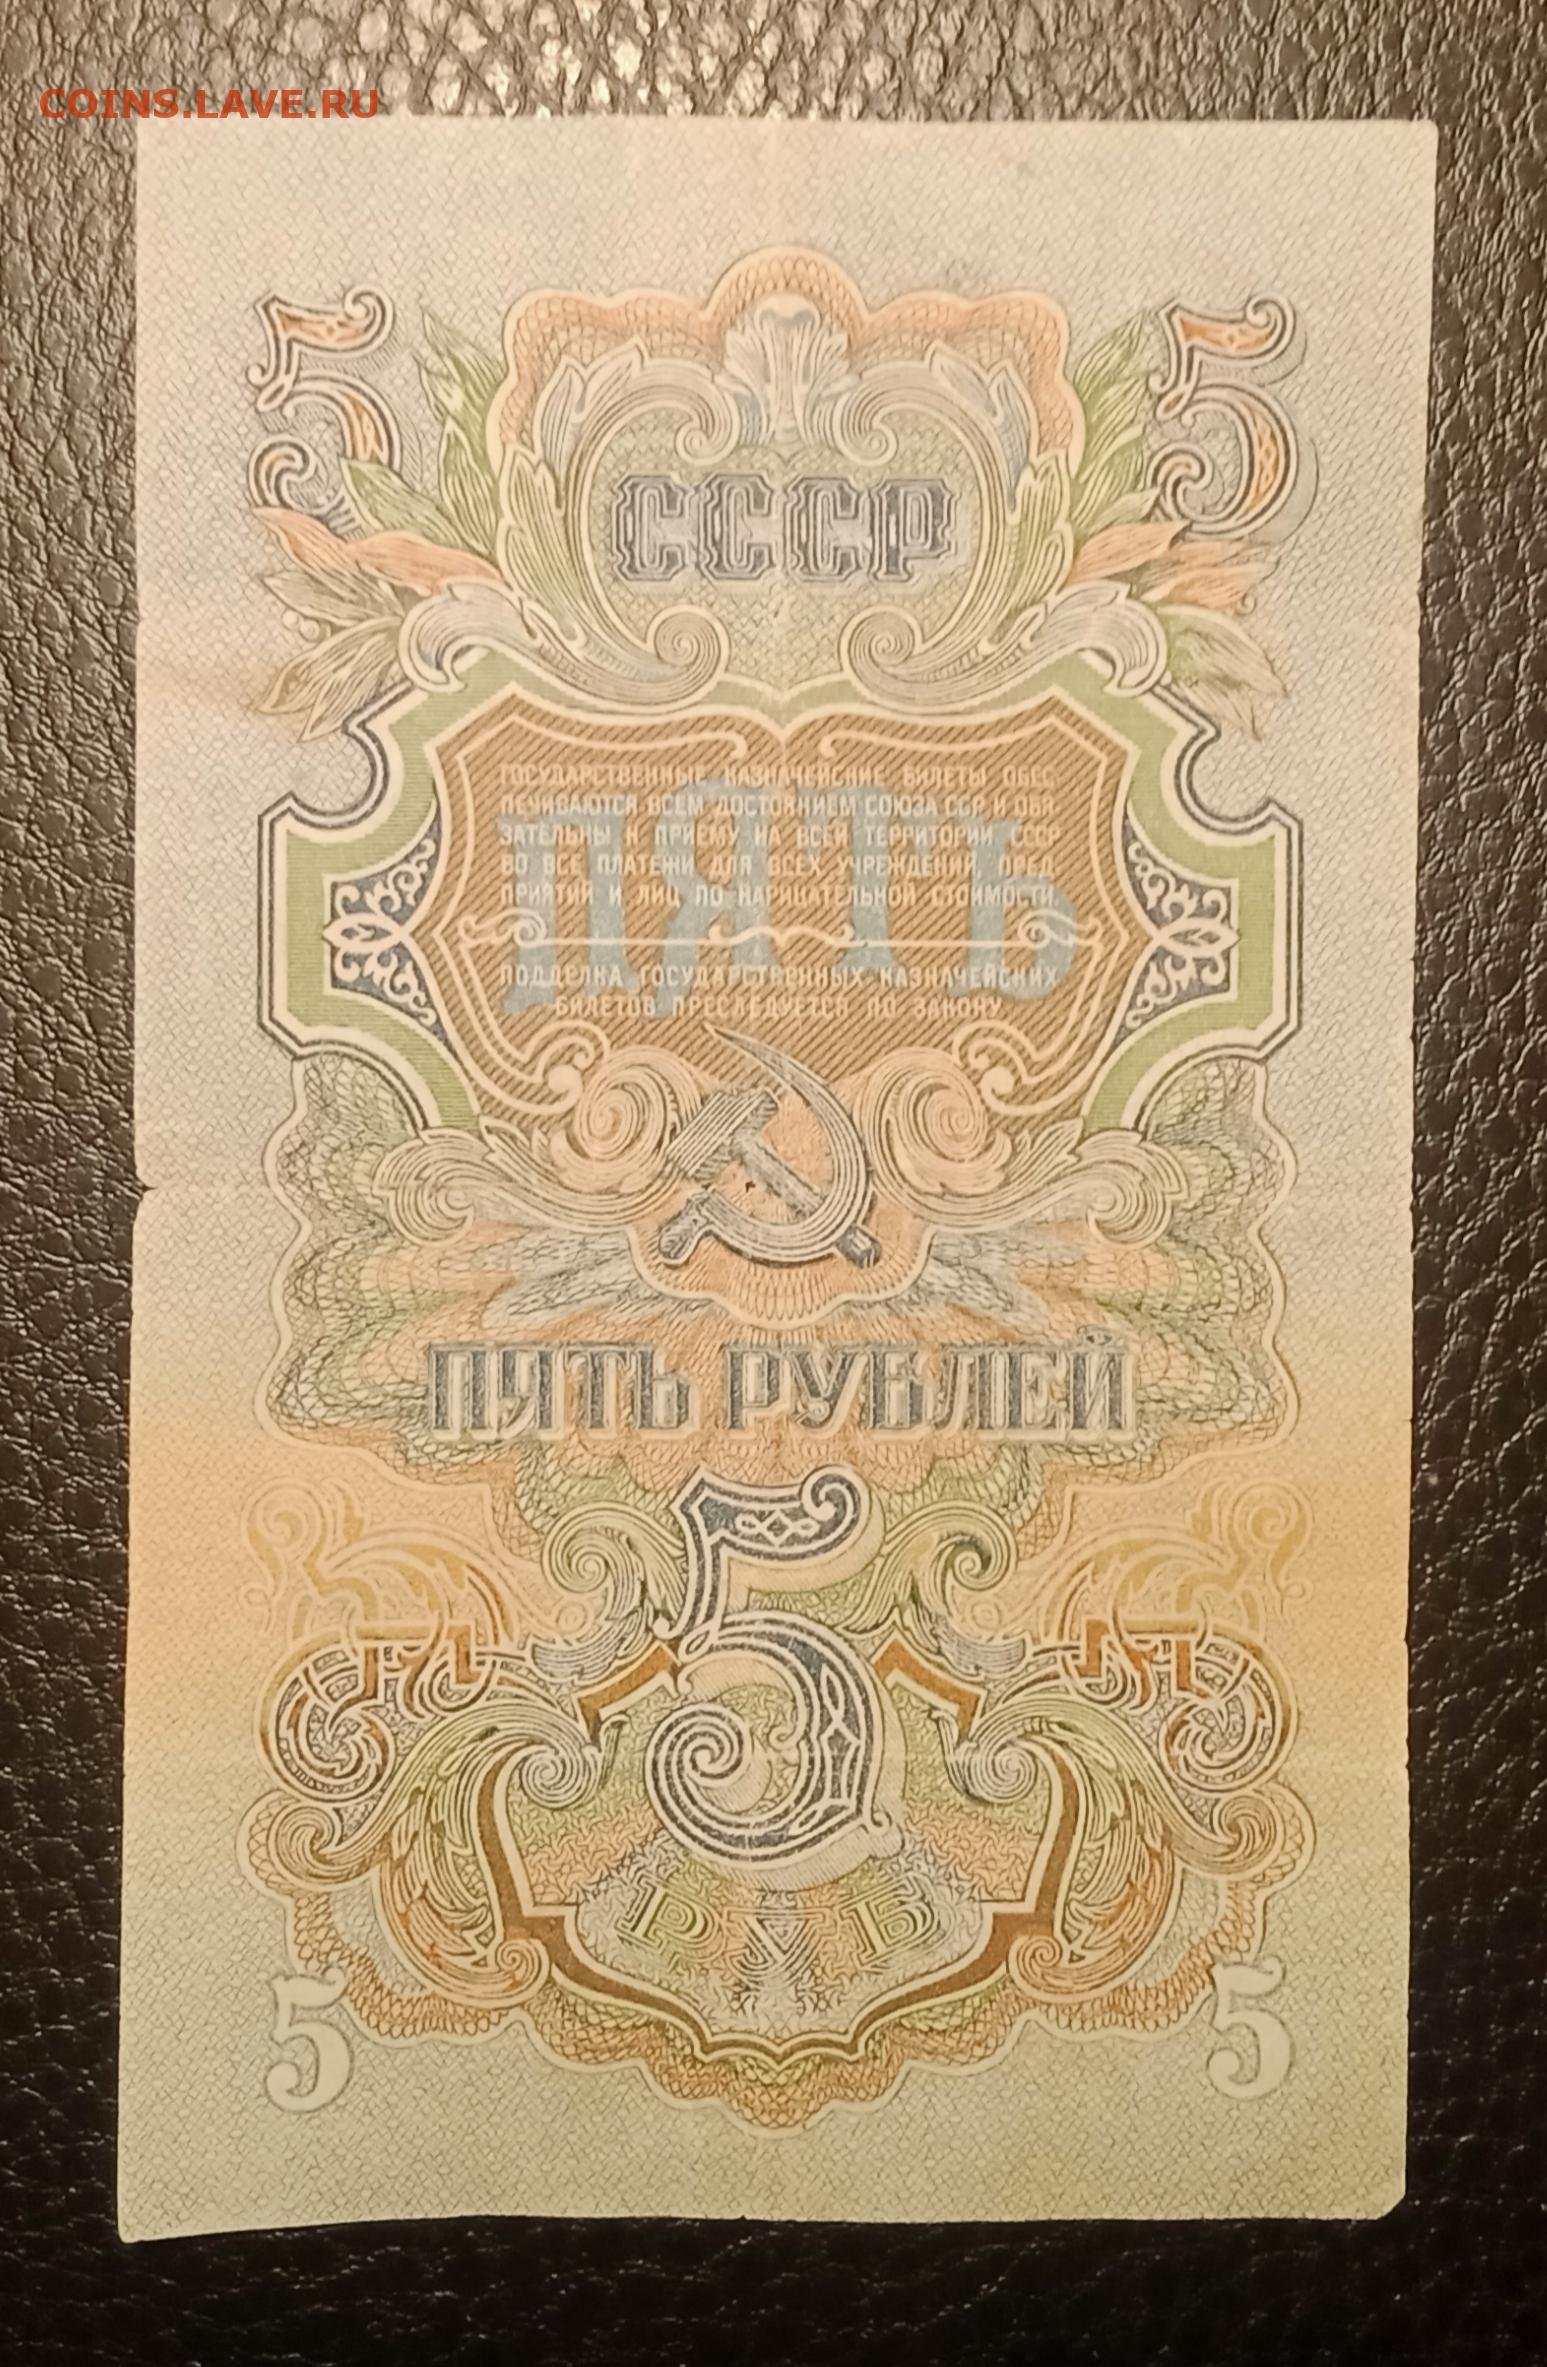 COINS.LAVE.RU
5 5
СССР
ПЯТЬ
ГОСУДАРСТВЕННЫЕ КАЗНАЧЕЙСКИЕ БИЛЕТЫ ОБЕС-
ПЕЧИВАЮТСЯ ВСЕМ ДОСТОЯНИЕМ СОЮЗА ССР И ОБЯ-
ЗАТЕЛЬНЫ К ПРИЕМУ НА ВСЕЙ ТЕРРИТОРИИ СССР
ВО ВСЕ ПЛАТЕЖИ ДЛЯ ВСЕХ УЧРЕЖДЕНИЙ, ПРЕД-
ПРИЯТИЙ И ЛИЦ ПО НАРИЦАТЕЛЬНОЙ СТОИМОСТИ.
ПОДДЕЛКА ГОСУДАРСТВЕННЫХ КАЗНАЧЕЙСКИХ
БИЛЕТОВ ПРЕСЛЕДУЕТСЯ ПО ЗАКОНУ
ПЯТЬ РУБЛЕЙ
5
РУБ
5 5